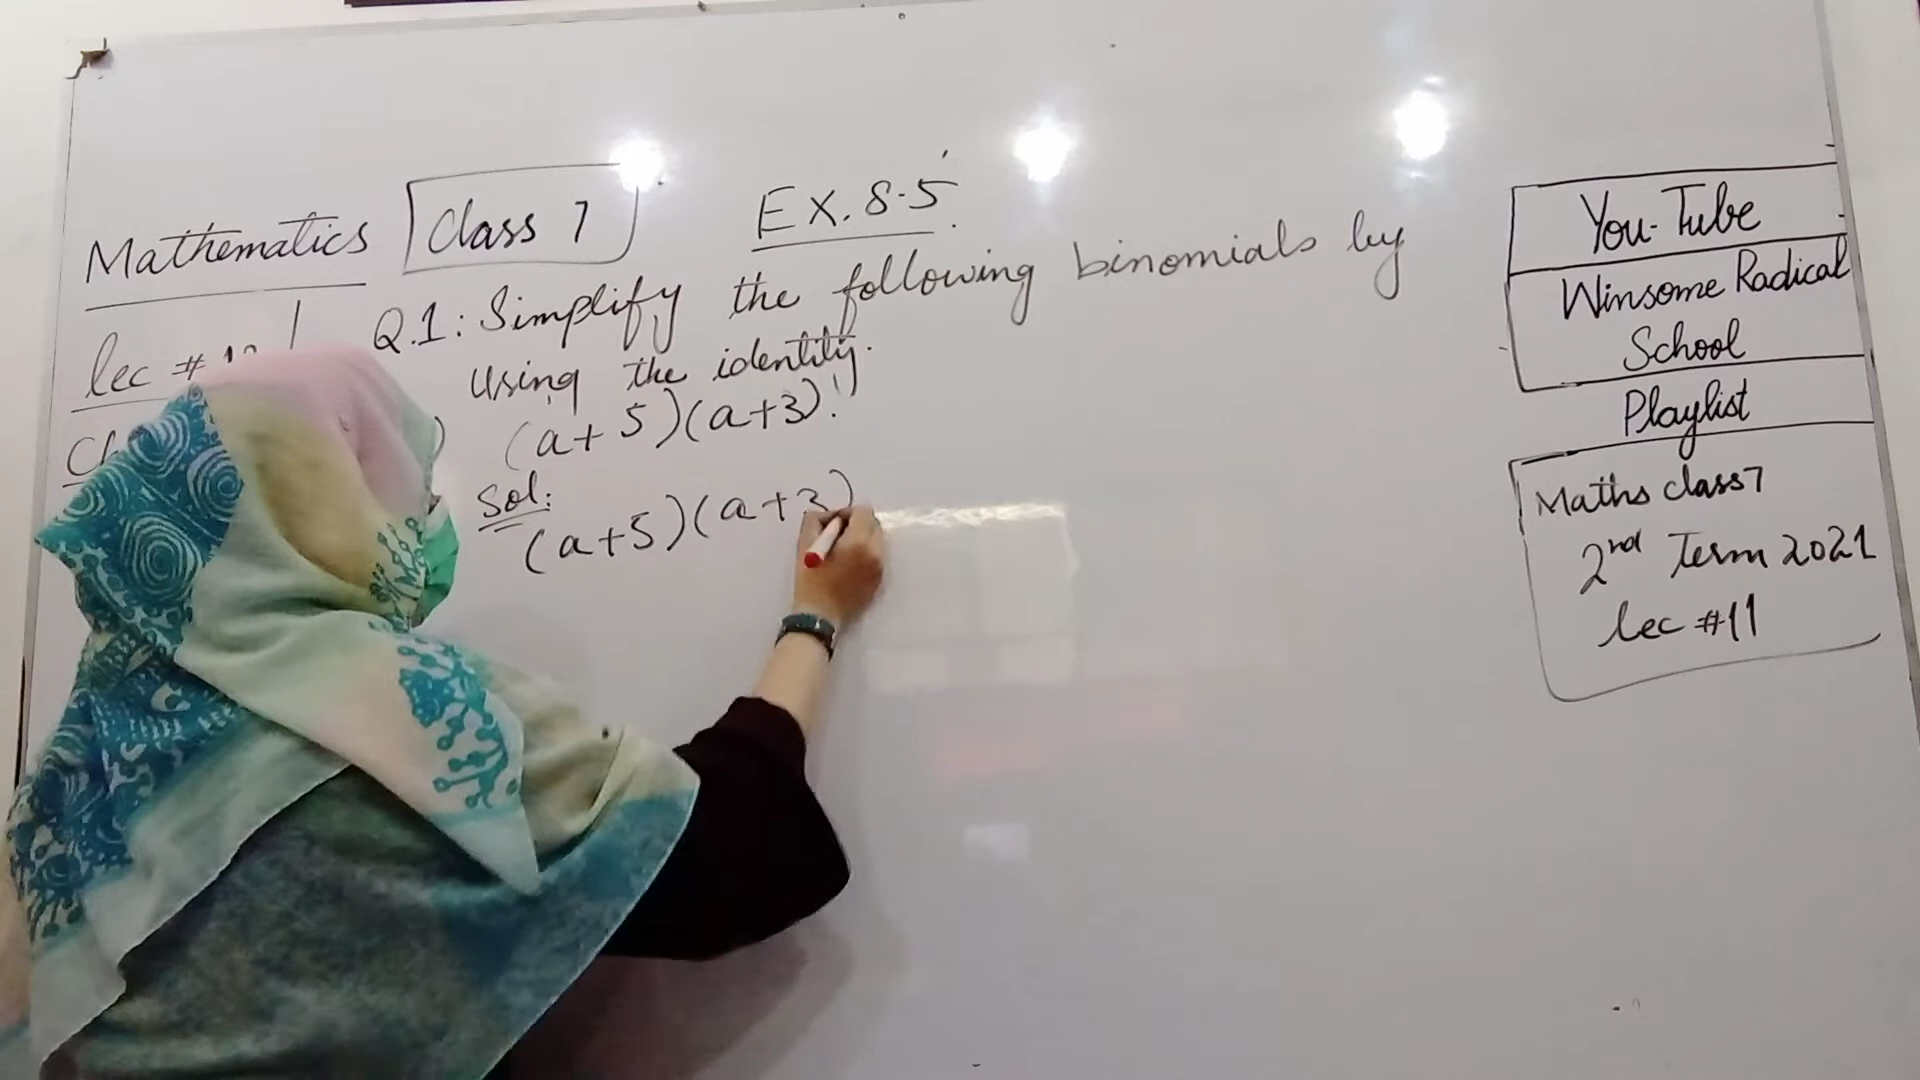 Mathematics
Class 7
EX. 8.5
lec #
Q.1: Simplify the following binomials by
using the identity.
(a+5)(a+3).
Sol:
(a+5)(a+3)
You-Tube
Winsome Radical
School
Playlist
Maths class 7
2nd Term 2021
lec #11